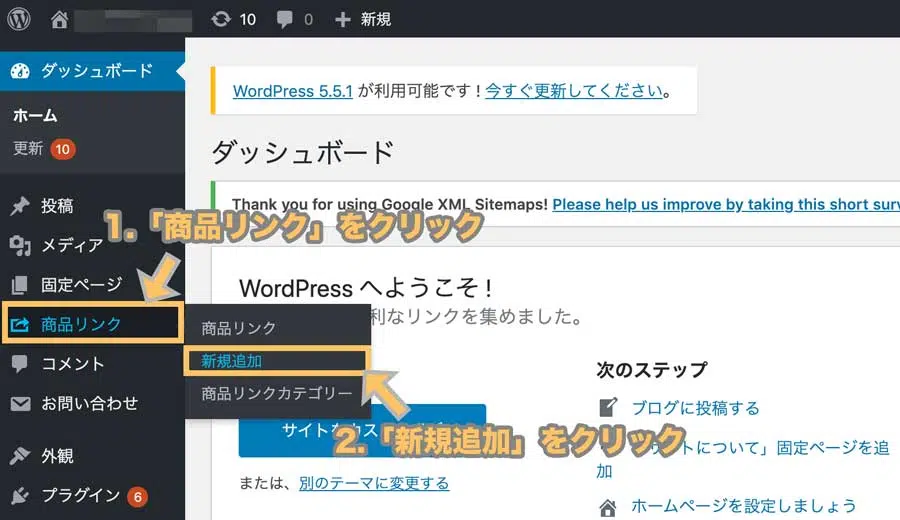 10 0 新規
ダッシュボード
ホーム
更新 10
投稿
メディア
固定ページ
商品リンク
コメント
お問い合わせ
外観
プラグイン 6
商品リンク
新規追加
商品リンクカテゴリー
WordPress 5.5.1 が利用可能です ! 今すぐ更新してください。
ダッシュボード
Thank you for using Google XML Sitemaps! Please help us improve by taking this short surv
1.「商品リンク」をクリック
WordPress へようこそ !
利なリンクを集めました。
次のステップ
ブログに投稿する
サイトをカス
2.「新規追加」をクリック
トについて」固定ページを追
加
または、別のテーマに変更する
ホームページを設定しましょう